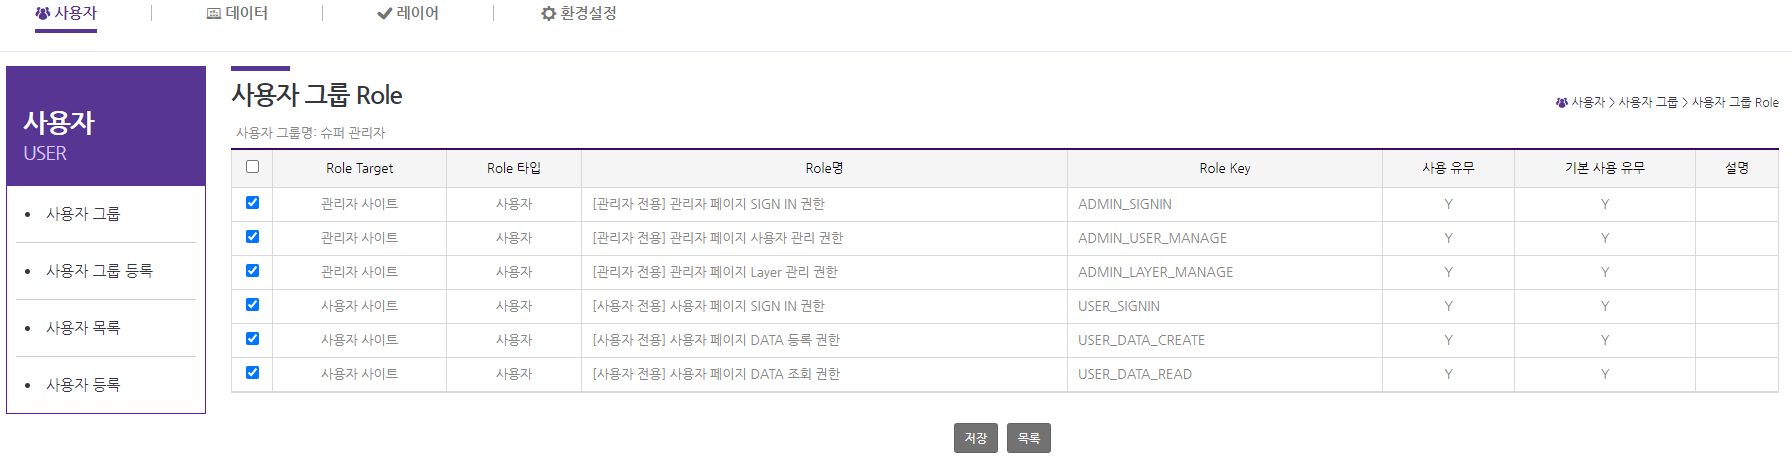 사용자 데이터 레이어 환경설정
사용자
USER
사용자 그룹
사용자 그룹 등록
사용자 목록
사용자 등록
사용자 그룹 Role
사용자 > 사용자 그룹 > 사용자 그룹 Role
사용자 그룹명: 슈퍼 관리자
Role Target Role 타입 Role명 Role Key 사용 유무 기본 사용 유무 설명
관리자 사이트 사용자 [관리자 전용] 관리자 페이지 SIGN IN 권한 ADMIN_SIGNIN Y Y
관리자 사이트 사용자 [관리자 전용] 관리자 페이지 사용자 관리 권한 ADMIN_USER_MANAGE Y Y
관리자 사이트 사용자 [관리자 전용] 관리자 페이지 Layer 관리 권한 ADMIN_LAYER_MANAGE Y Y
사용자 사이트 사용자 [사용자 전용] 사용자 페이지 SIGN IN 권한 USER_SIGNIN Y Y
사용자 사이트 사용자 [사용자 전용] 사용자 페이지 DATA 등록 권한 USER_DATA_CREATE Y Y
사용자 사이트 사용자 [사용자 전용] 사용자 페이지 DATA 조회 권한 USER_DATA_READ Y Y
저장 목록